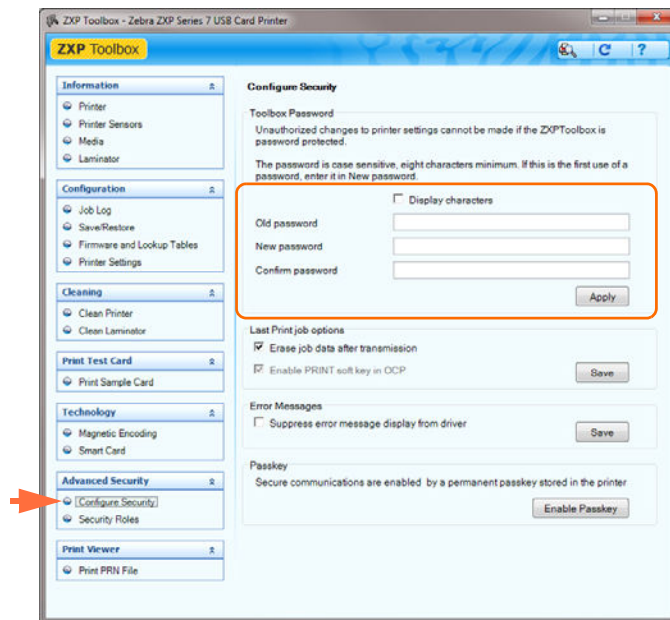 ZXP Toolbox - Zebra ZXP Series 7 USB Card Printer
ZXP Toolbox
?
Information
Printer
Printer Sensors
Media
Laminator
Configuration
Job Log
Save/Restore
Firmware and Lookup Tables
Printer Settings
Cleaning
Clean Printer
Clean Laminator
Print Test Card
Print Sample Card
Technology
Magnetic Encoding
Smart Card
Advanced Security
Configure Security
Security Roles
Print Viewer
Print PRN File
Configure Security
Toolbox Password
Unauthorized changes to printer settings cannot be made if the ZXPToolbox is
password protected.
The password is case sensitive, eight characters minimum. If this is the first use of a
password, enter it in New password.
Display characters
Old password
New password
Confirm password
Apply
Last Print job options
Erase job data after transmission
Enable PRINT soft key in OCP
Save
Error Messages
Suppress error message display from driver
Save
Passkey
Secure communications are enabled by a permanent passkey stored in the printer
Enable Passkey